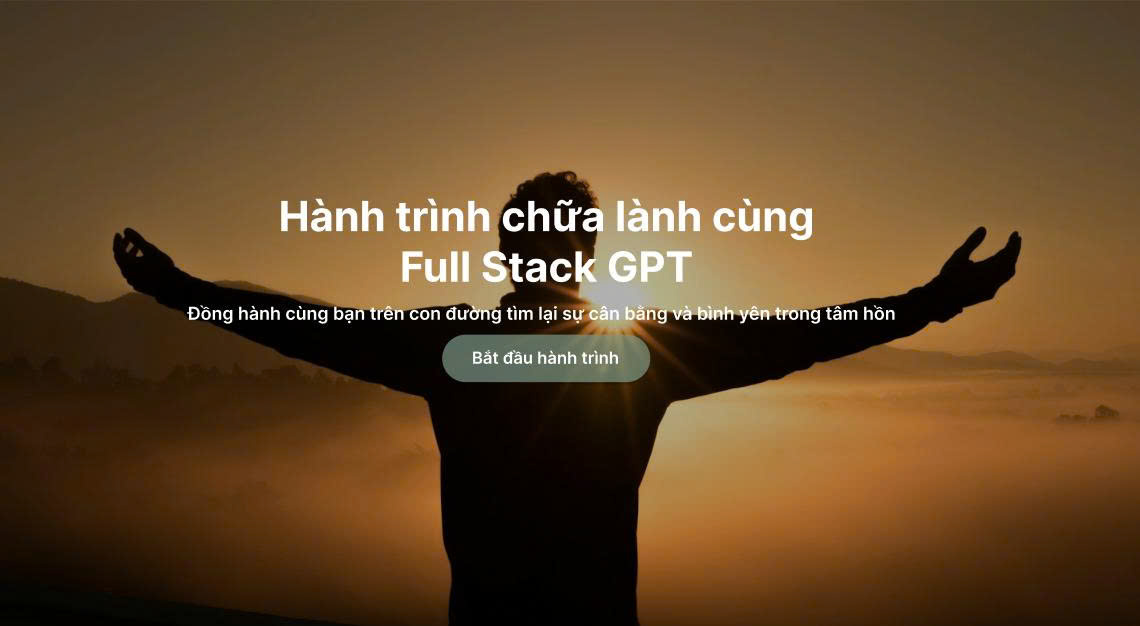 Hành trình chữa lành cùng
Full Stack GPT
Đồng hành cùng bạn trên con đường tìm lại sự cân bằng và bình yên trong tâm hồn
Bắt đầu hành trình